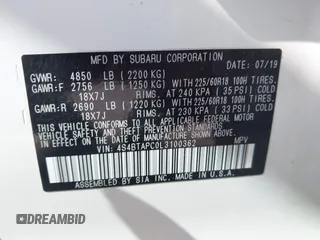 MFD. BY SUBARU CORPORATION 07/19
GVWR: 4850 LB (2200 KG)
GAWR:F 2756 LB (1250 KG) WITH 225/60R18 100H TIRES,
18X7J RIMS, AT 240 KPA (35 PSI) COLD
GAWR:R 2690 LB (1220 KG) WITH 225/60R18 100H TIRES,
18X7J RIMS, AT 230 KPA (33 PSI) COLD
THIS VEHICLE CONFORMS TO ALL APPLICABLE FEDERAL MOTOR
VEHICLE SAFETY AND THEFT PREVENTION STANDARDS IN
EFFECT ON THE DATE OF MANUFACTURE SHOWN ABOVE.
VIN: 4S4BTAPC0L3100362 MPV
ASSEMBLED BY SIA INC. MADE IN U.S.A.
© DREAMBID